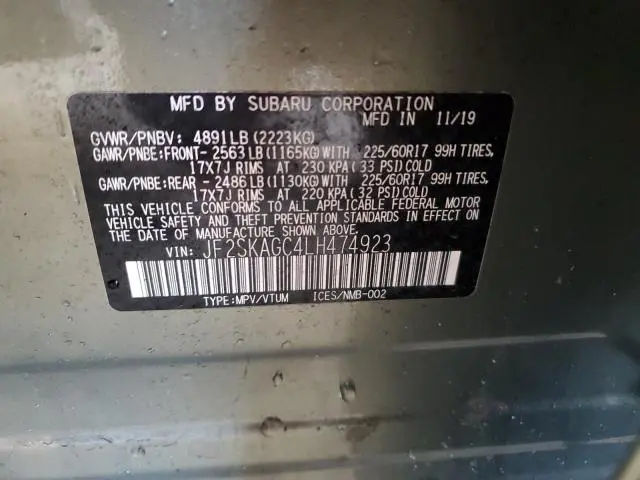 MFD BY SUBARU CORPORATION
MFD IN 11/19
GVWR/PNBV: 4891LB(2223KG)
GAWR/PNBE:FRONT-2563LB(1165KG)WITH 225/60R17 99H TIRES,
17X7J RIMS AT 230 KPA(33 PSI)COLD
GAWR/PNBE:REAR -2486LB(1130KG)WITH 225/60R17 99H TIRES,
17X7J RIMS AT 220 KPA(32 PSI)COLD
THIS VEHICLE CONFORMS TO ALL APPLICABLE FEDERAL MOTOR
VEHICLE SAFETY AND THEFT PREVENTION STANDARDS IN EFFECT
ON THE DATE OF MANUFACTURE SHOWN ABOVE.
VIN: JF2SKAGC4LH474923
TYPE:MPV/VTUM ICES/NMB-002